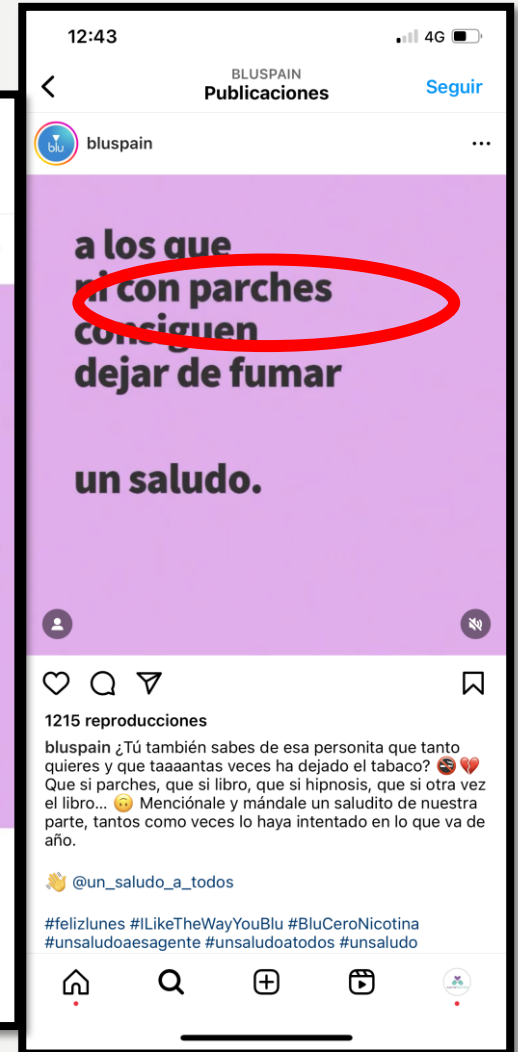 12:43
4G
BLUSPAIN
Publicaciones
Seguir
blu
bluspain
a los que
ni con parches
consiguen
dejar de fumar
un saludo.
1215 reproducciones
bluspain ¿Tú también sabes de esa personita que tanto
quieres y que taaaantas veces ha dejado el tabaco? 🚭💔
Que si parches, que si libro, que si hipnosis, que si otra vez
el libro... 🙃 Menciónale y mándale un saludito de nuestra
parte, tantos como veces lo haya intentado en lo que va de
año.
👋 @un_saludo_a_todos
#felizlunes #ILikeTheWayYouBlu #BluCeroNicotina
#unsaludoaesagente #unsaludoatodos #unsaludo